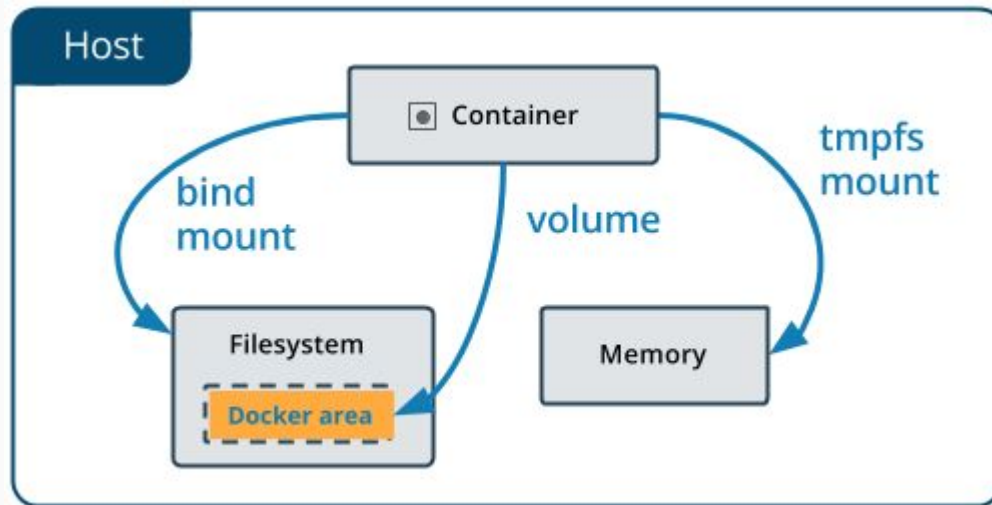 Host
Container
bind
mount
volume
tmpfs
mount
Filesystem
Docker area
Memory